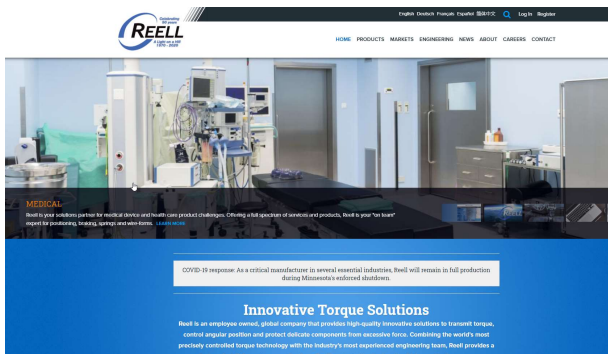 English Deutsch Français Español 简体中文 Log In Register
Celebrating
50 years
REELL
A Light on a Hill
1970 - 2020
HOME PRODUCTS MARKETS ENGINEERING NEWS ABOUT CAREERS CONTACT
MEDICAL
Reell is your solutions partner for medical device and health care product challenges. Offering a full spectrum of services and products, Reell is your "on team"
expert for positioning, braking, springs and wire-forms. LEARN MORE
REELL
COVID-19 response: As a critical manufacturer in several essential industries, Reell will remain in full production
during Minnesota's enforced shutdown.
Innovative Torque Solutions
Reell is an employee owned, global company that provides high-quality innovative solutions to transmit torque,
control angular position and protect delicate components from excessive force. Combining the world's most
precisely controlled torque technology with the industry's most experienced engineering team, Reell provides a